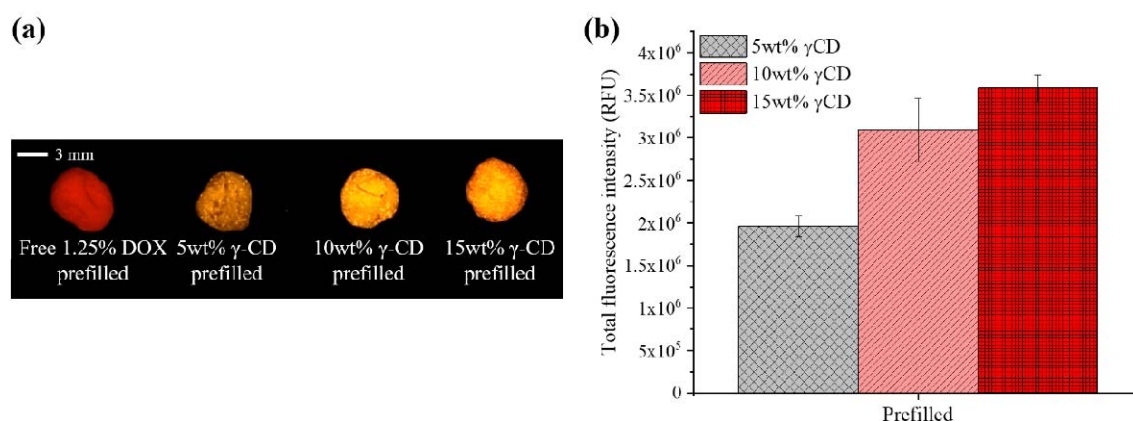 (a)
3 mm
Free 1.25% DOX
prefilled
5wt% γ-CD
prefilled
10wt% γ-CD
prefilled
15wt% γ-CD
prefilled
(b)
5wt% γCD
10wt% γCD
15wt% γCD
Total fluorescence intensity (RFU)
4x10⁶
3.5x10⁶
3x10⁶
2.5x10⁶
2x10⁶
1.5x10⁶
1x10⁶
5x10⁵
0
Prefilled